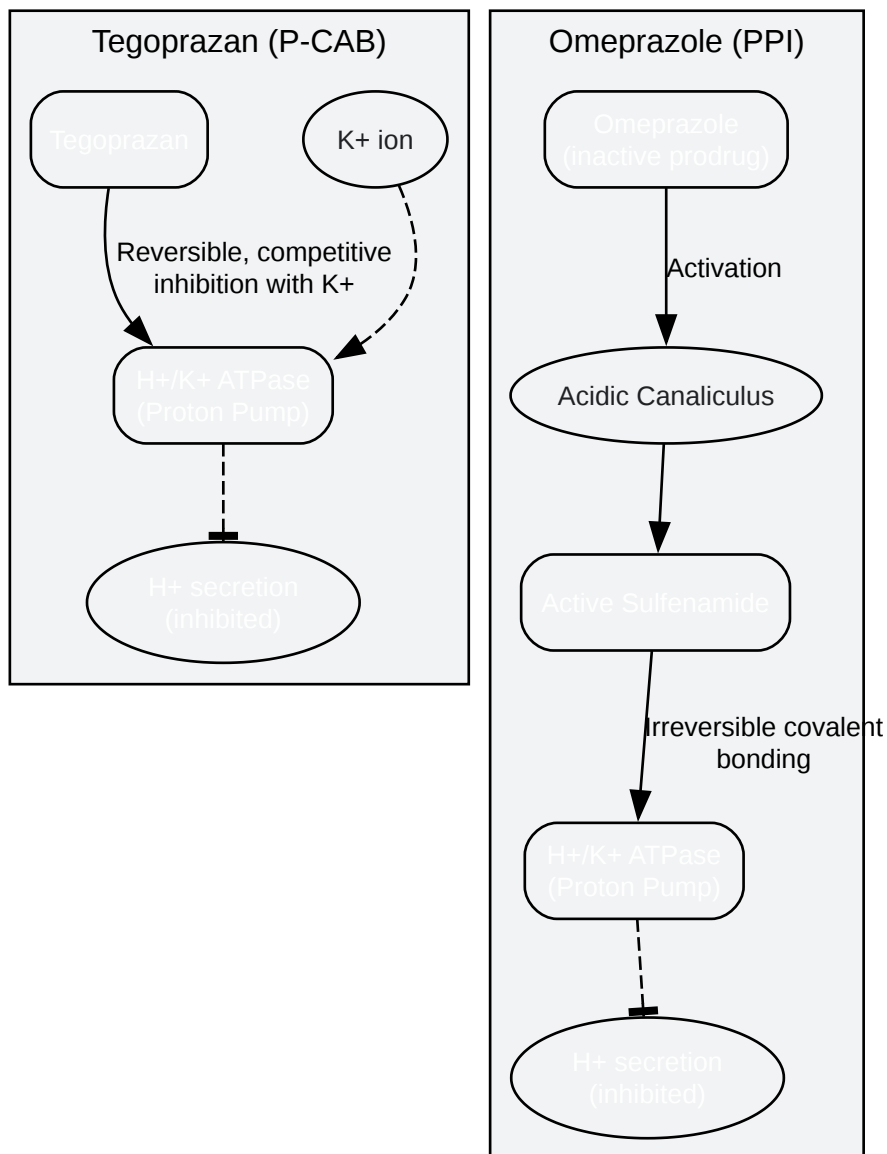 Tegoprazan (P-CAB)
Tegoprazan
K+ ion
Reversible, competitive
inhibition with K+
H+/K+ ATPase
(Proton Pump)
H+ secretion
(inhibited)
Omeprazole (PPI)
Omeprazole
(inactive prodrug)
Activation
Acidic Canaliculus
Active Sulfenamide
Irreversible covalent
bonding
H+/K+ ATPase
(Proton Pump)
H+ secretion
(inhibited)